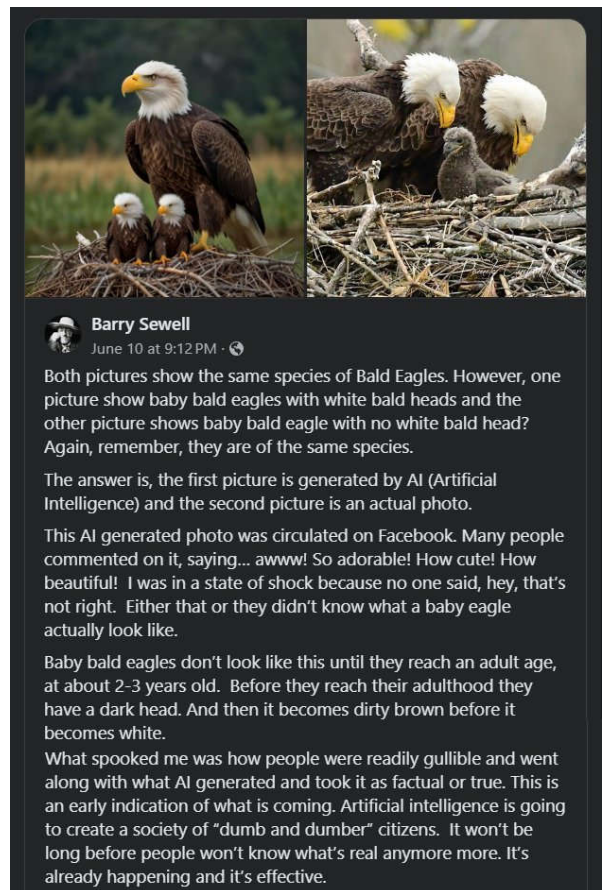 Barry Sewell
June 10 at 9:12 PM ·
Both pictures show the same species of Bald Eagles. However, one
picture show baby bald eagles with white bald heads and the
other picture shows baby bald eagle with no white bald head?
Again, remember, they are of the same species.
The answer is, the first picture is generated by AI (Artificial
Intelligence) and the second picture is an actual photo.
This AI generated photo was circulated on Facebook. Many people
commented on it, saying... awww! So adorable! How cute! How
beautiful!  I was in a state of shock because no one said, hey, that's
not right.  Either that or they didn't know what a baby eagle
actually look like.
Baby bald eagles don't look like this until they reach an adult age,
at about 2-3 years old.  Before they reach their adulthood they
have a dark head. And then it becomes dirty brown before it
becomes white.
What spooked me was how people were readily gullible and went
along with what AI generated and took it as factual or true. This is
an early indication of what is coming. Artificial intelligence is going
to create a society of “dumb and dumber” citizens.  It won't be
long before people won't know what's real anymore more. It's
already happening and it's effective.